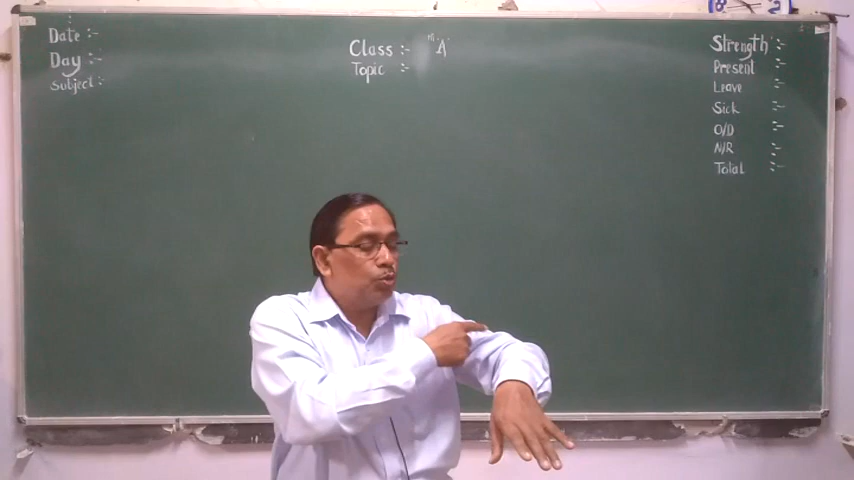 Date :-
Day :-
Subject :-
Class :- A
Topic :-
Strength :-
Present :-
Leave :-
Sick :-
O/D :-
N/R :-
Total :-